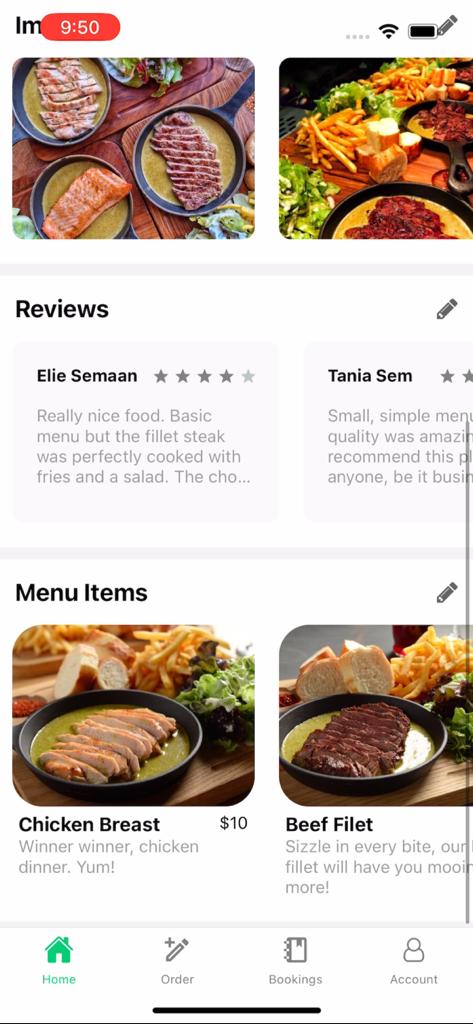 Im
9:50
Reviews
Elie Semaan
Really nice food. Basic
menu but the fillet steak
was perfectly cooked with
fries and a salad. The cho...
Tania Sem
Small, simple menu
quality was amazin
recommend this pl
anyone, be it busin
Menu Items
Chicken Breast $10
Winner winner, chicken
dinner. Yum!
Beef Filet
Sizzle in every bite, our
fillet will have you mooin
more!
Home
Order
Bookings
Account